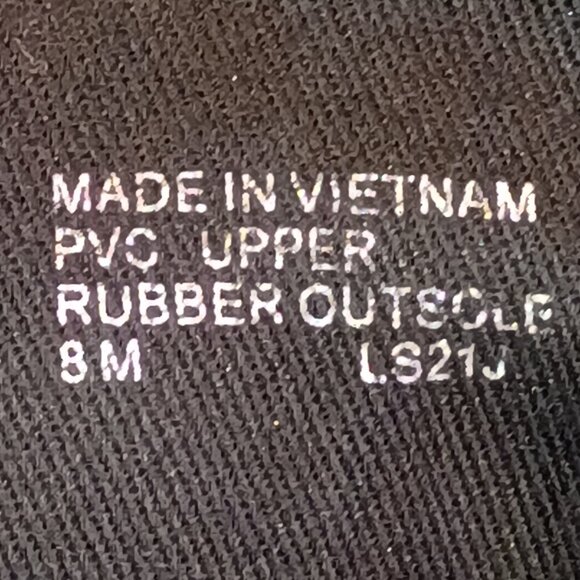 MADE IN VIETNAM
PVC UPPER
RUBBER OUTSOLE
8 M LS21J